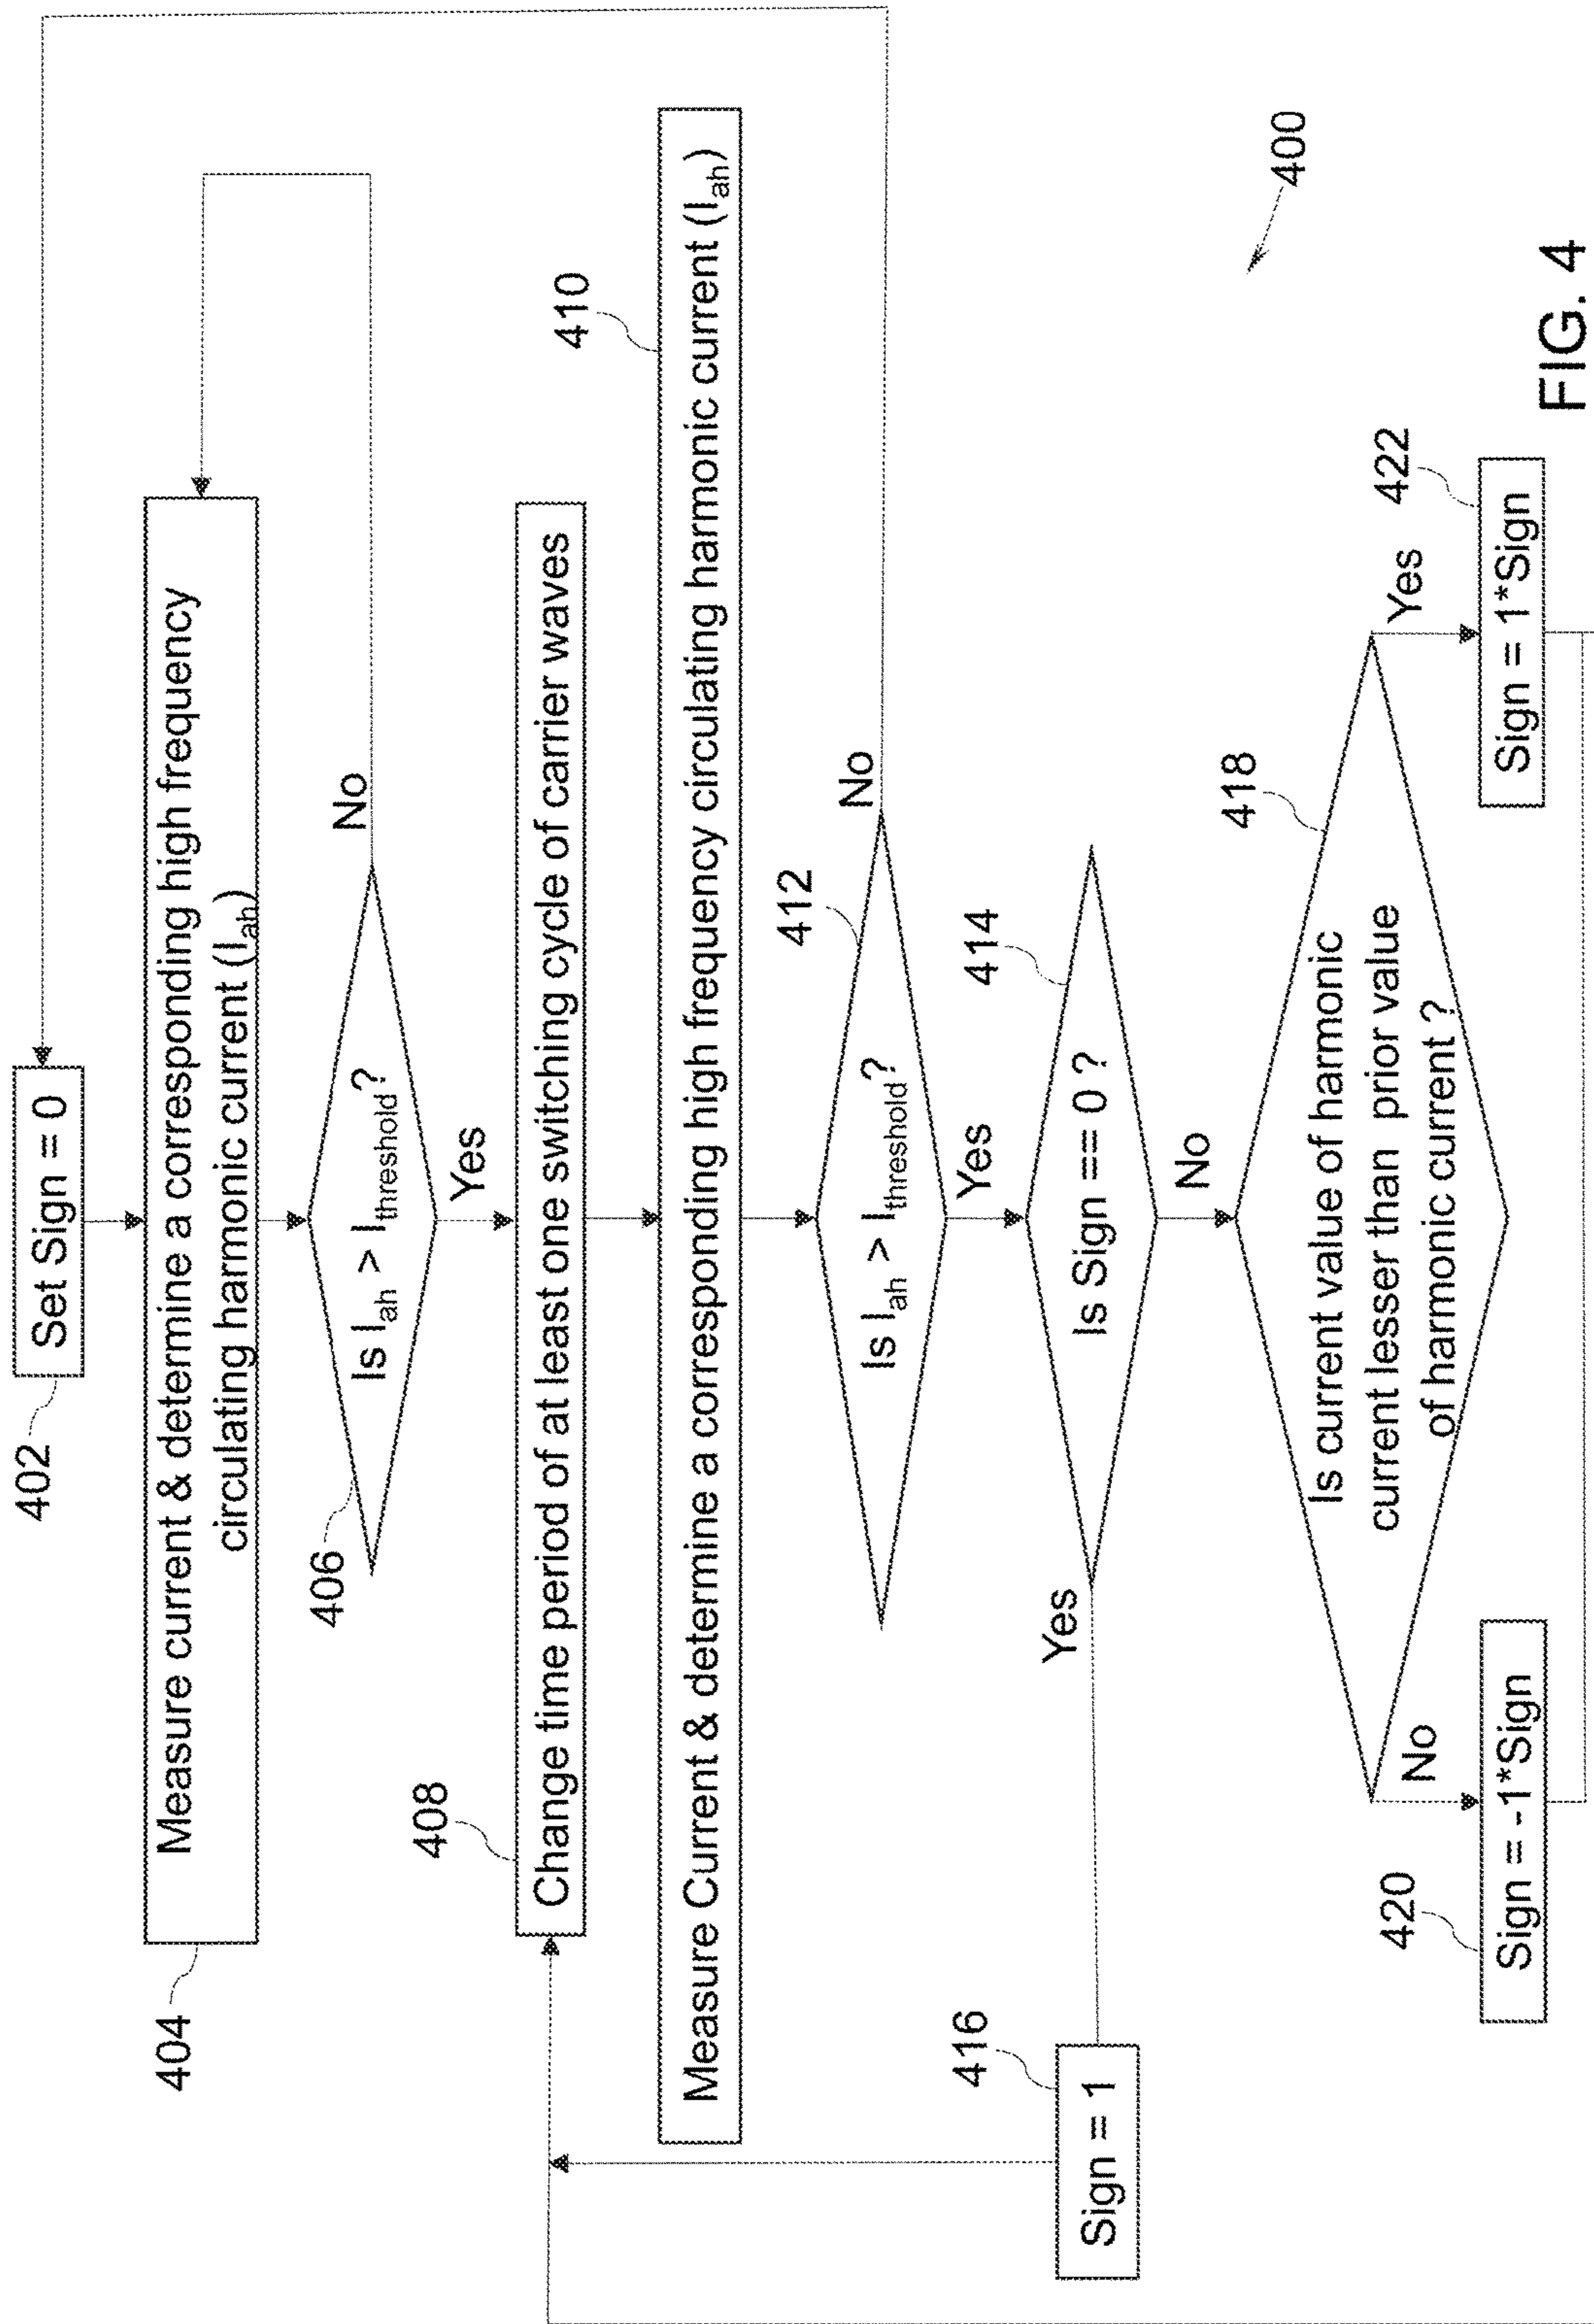 402
Set Sign = 0
404
Measure current & determine a corresponding high frequency
circulating harmonic current (Iah)
406
Is Iah > Ithreshold?
No
Yes
408
Change time period of at least one switching cycle of carrier waves
410
Measure Current & determine a corresponding high frequency circulating harmonic current (Iah)
412
Is Iah > Ithreshold?
No
Yes
414
Is Sign == 0 ?
Yes
No
416
Sign = 1
418
Is current value of harmonic
current lesser than prior value
of harmonic current ?
No
Yes
420
Sign = -1*Sign
422
Sign = 1*Sign
400
FIG. 4